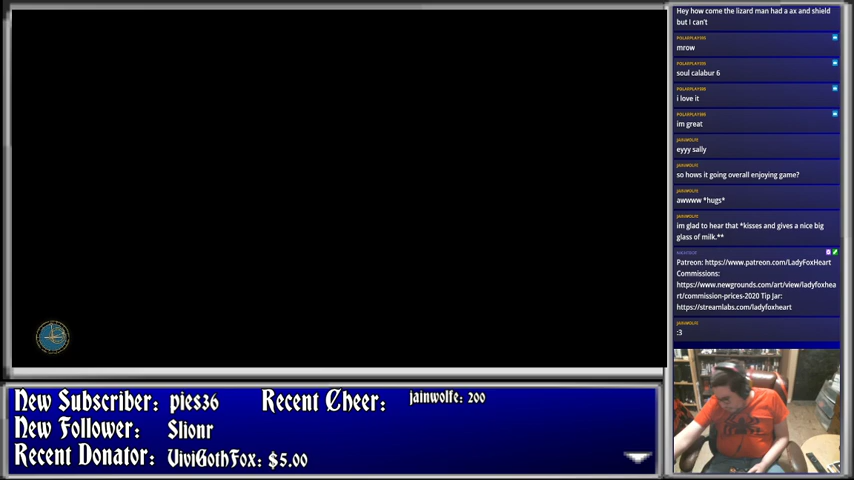 Hey how come the lizard man had a ax and shield
but I can't
POLARPLAYER5
mrow
POLARPLAYER5
soul calabur 6
POLARPLAYER5
i love it
POLARPLAYER5
im great
JAINWOLFE
eyyy sally
JAINWOLFE
so hows it going overall enjoying game?
JAINWOLFE
awwww *hugs*
JAINWOLFE
im glad to hear that *kisses and gives a nice big
glass of milk.**
Patreon: https://www.patreon.com/LadyFoxHeart
Commissions:
https://www.newgrounds.com/art/view/ladyfoxhea
rt/commission-prices-2020 Tip Jar:
https://streamlabs.com/ladyfoxheart
JAINWOLFE
:3
New Subscriber: pies36
Recent Cheer: jainwolfe: 200
New Follower: Slionr
Recent Donator: ViviGothFox: $5.00